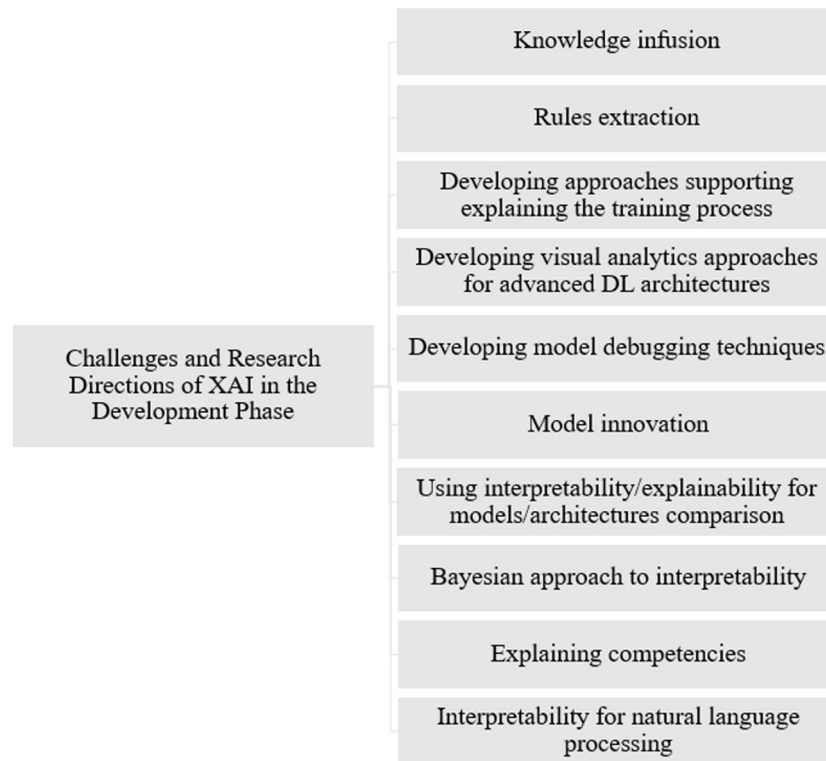 Challenges and Research
Directions of XAI in the
Development Phase
Knowledge infusion
Rules extraction
Developing approaches supporting
explaining the training process
Developing visual analytics approaches
for advanced DL architectures
Developing model debugging techniques
Model innovation
Using interpretability/explainability for
models/architectures comparison
Bayesian approach to interpretability
Explaining competencies
Interpretability for natural language
processing